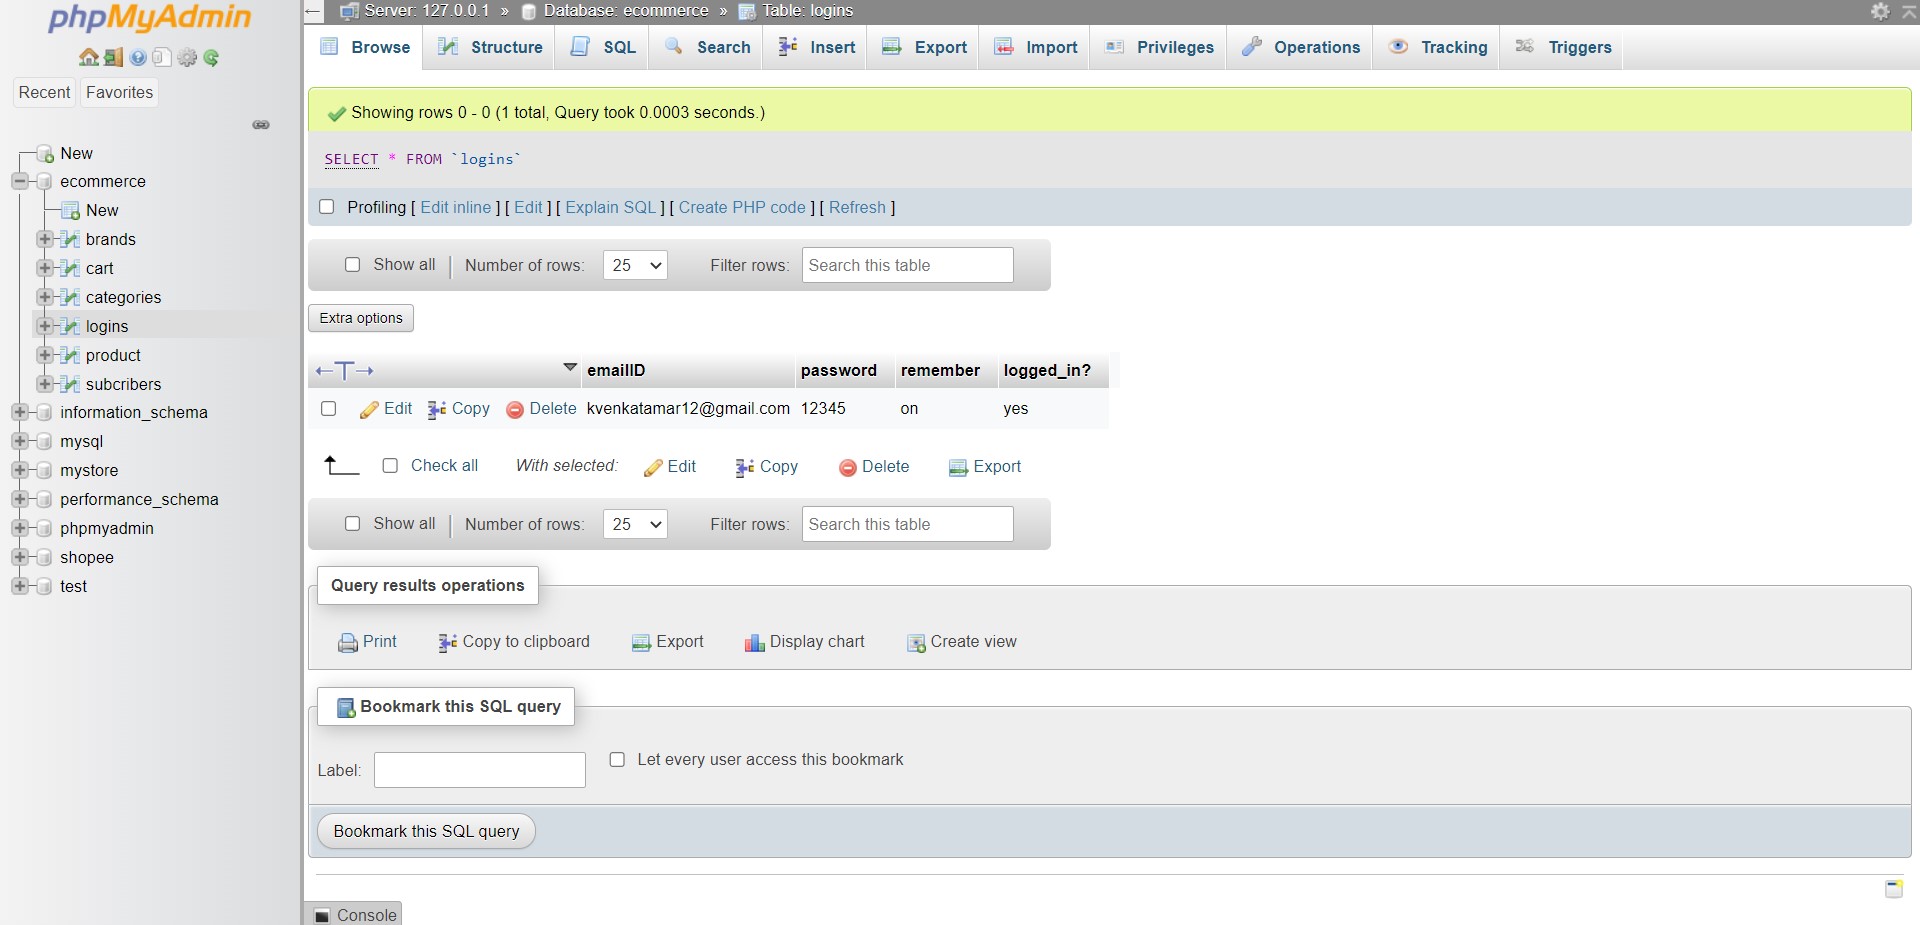 phpMyAdmin
Recent Favorites
New
ecommerce
New
brands
cart
categories
logins
product
subcribers
information_schema
mysql
mystore
performance_schema
phpmyadmin
shopee
test
Server: 127.0.0.1 » Database: ecommerce » Table: logins
Browse Structure SQL Search Insert Export Import Privileges Operations Tracking Triggers
Showing rows 0 - 0 (1 total, Query took 0.0003 seconds.)
SELECT * FROM `logins`
Profiling [ Edit inline ] [ Edit ] [ Explain SQL ] [ Create PHP code ] [ Refresh ]
Show all Number of rows: 25 Filter rows: Search this table
Extra options
←T→ emailID password remember logged_in?
Edit Copy Delete kvenkatamar12@gmail.com 12345 on yes
Check all With selected: Edit Copy Delete Export
Show all Number of rows: 25 Filter rows: Search this table
Query results operations
Print Copy to clipboard Export Display chart Create view
Bookmark this SQL query
Label: Let every user access this bookmark
Bookmark this SQL query
Console